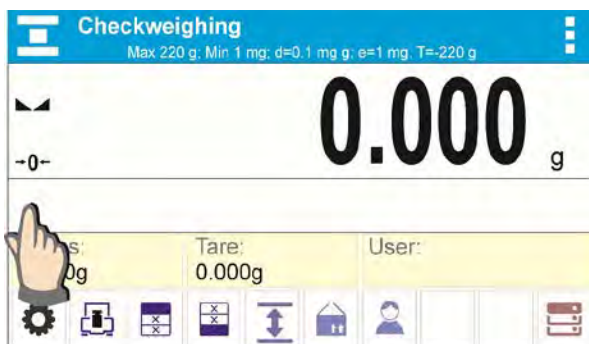 Checkweighing
Max 220 g; Min 1 mg; d=0.1 mg g; e=1 mg; T=-220 g
→0←
0.000 g
s: Tare: User:
0g 0.000g